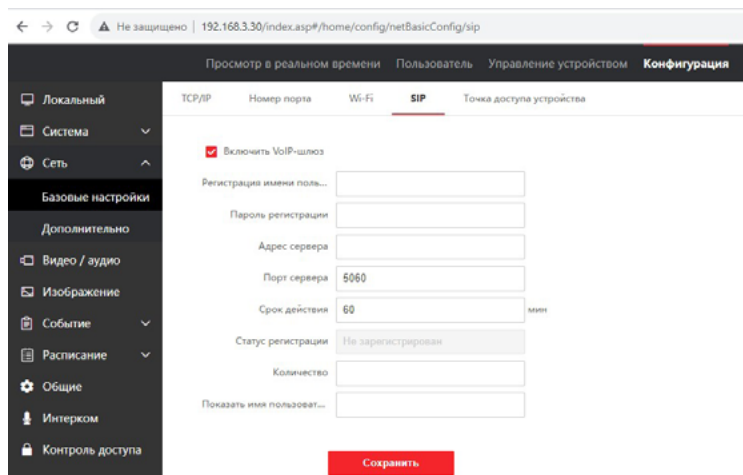 Не защищено | 192.168.3.30/index.asp#/home/config/netBasicConfig/sip
Просмотр в реальном времени Пользователь Управление устройством Конфигурация
Локальный
Система
Сеть
Базовые настройки
Дополнительно
Видео / аудио
Изображение
Событие
Расписание
Общие
Интерком
Контроль доступа
TCP/IP Номер порта Wi-Fi SIP Точка доступа устройства
Включить VoIP-шлюз
Регистрация имени поль...
Пароль регистрации
Адрес сервера
Порт сервера 5060
Срок действия 60 мин
Статус регистрации Не зарегистрирован
Количество
Показать имя пользоват...
Сохранить